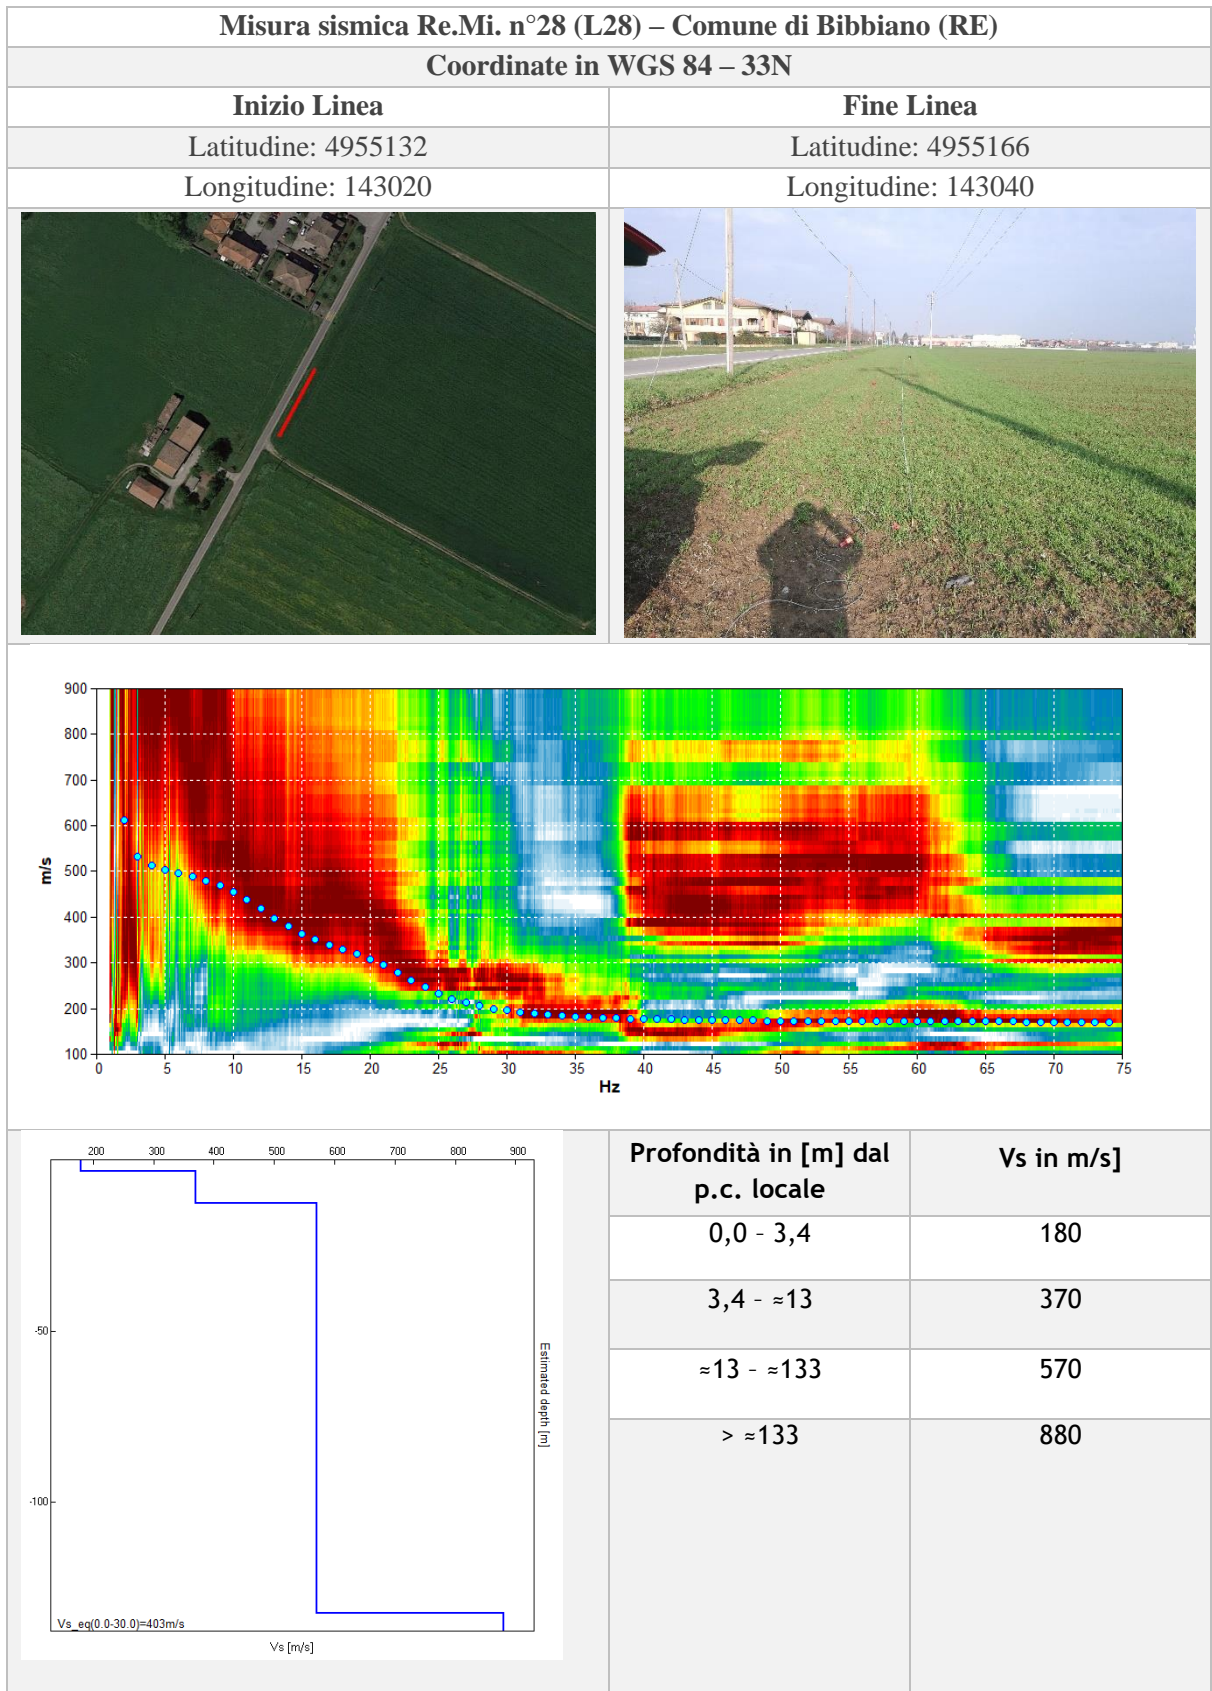 Misura sismica Re.Mi. n°28 (L28) – Comune di Bibbiano (RE)
Coordinate in WGS 84 – 33N
Inizio Linea
Fine Linea
Latitudine: 4955132
Latitudine: 4955166
Longitudine: 143020
Longitudine: 143040
900
800
700
600
500
400
300
200
100
m/s
0 5 10 15 20 25 30 35 40 45 50 55 60 65 70 75
Hz
200 300 400 500 600 700 800 900
-50
-100
Estimated depth [m]
Vs_eq(0.0-30.0)=403m/s
Vs [m/s]
Profondità in [m] dal
p.c. locale
Vs in m/s]
0,0 – 3,4
180
3,4 – ≈13
370
≈13 – ≈133
570
> ≈133
880